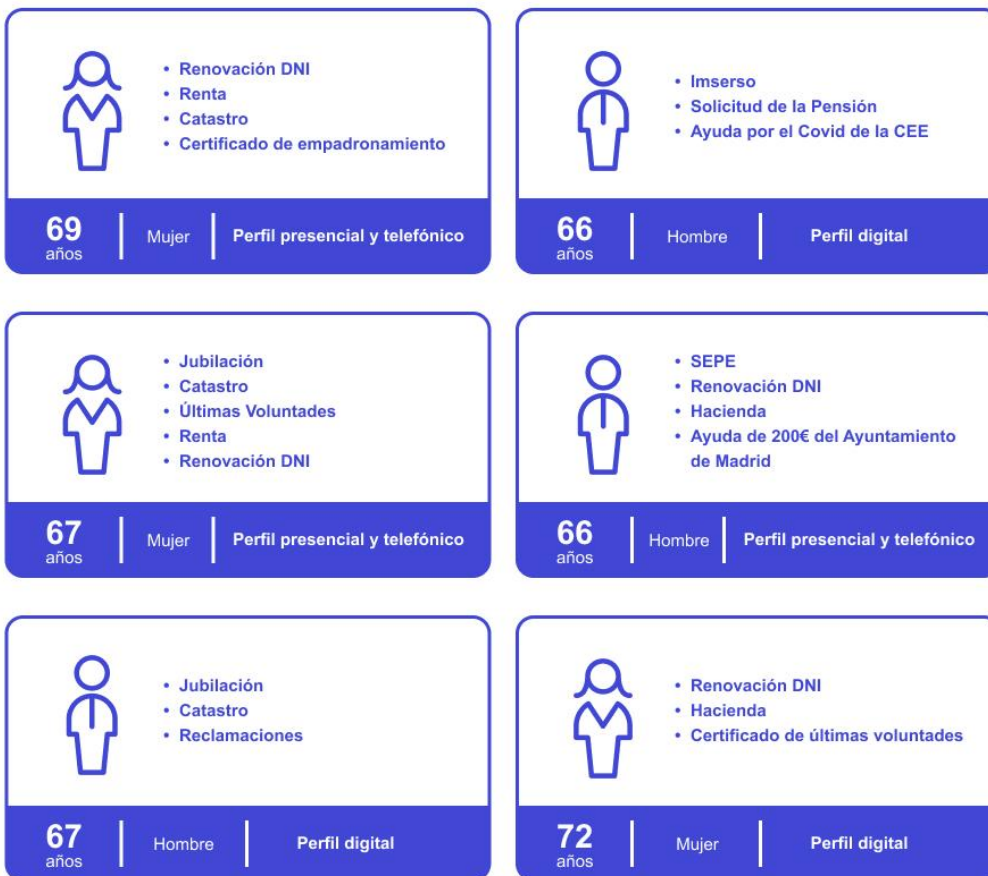 • Renovación DNI
• Renta
• Catastro
• Certificado de empadronamiento
69
años
Mujer
Perfil presencial y telefónico
• Imserso
• Solicitud de la Pensión
• Ayuda por el Covid de la CEE
66
años
Hombre
Perfil digital
• Jubilación
• Catastro
• Últimas Voluntades
• Renta
• Renovación DNI
67
años
Mujer
Perfil presencial y telefónico
• SEPE
• Renovación DNI
• Hacienda
• Ayuda de 200€ del Ayuntamiento
de Madrid
66
años
Hombre
Perfil presencial y telefónico
• Jubilación
• Catastro
• Reclamaciones
67
años
Hombre
Perfil digital
• Renovación DNI
• Hacienda
• Certificado de últimas voluntades
72
años
Mujer
Perfil digital